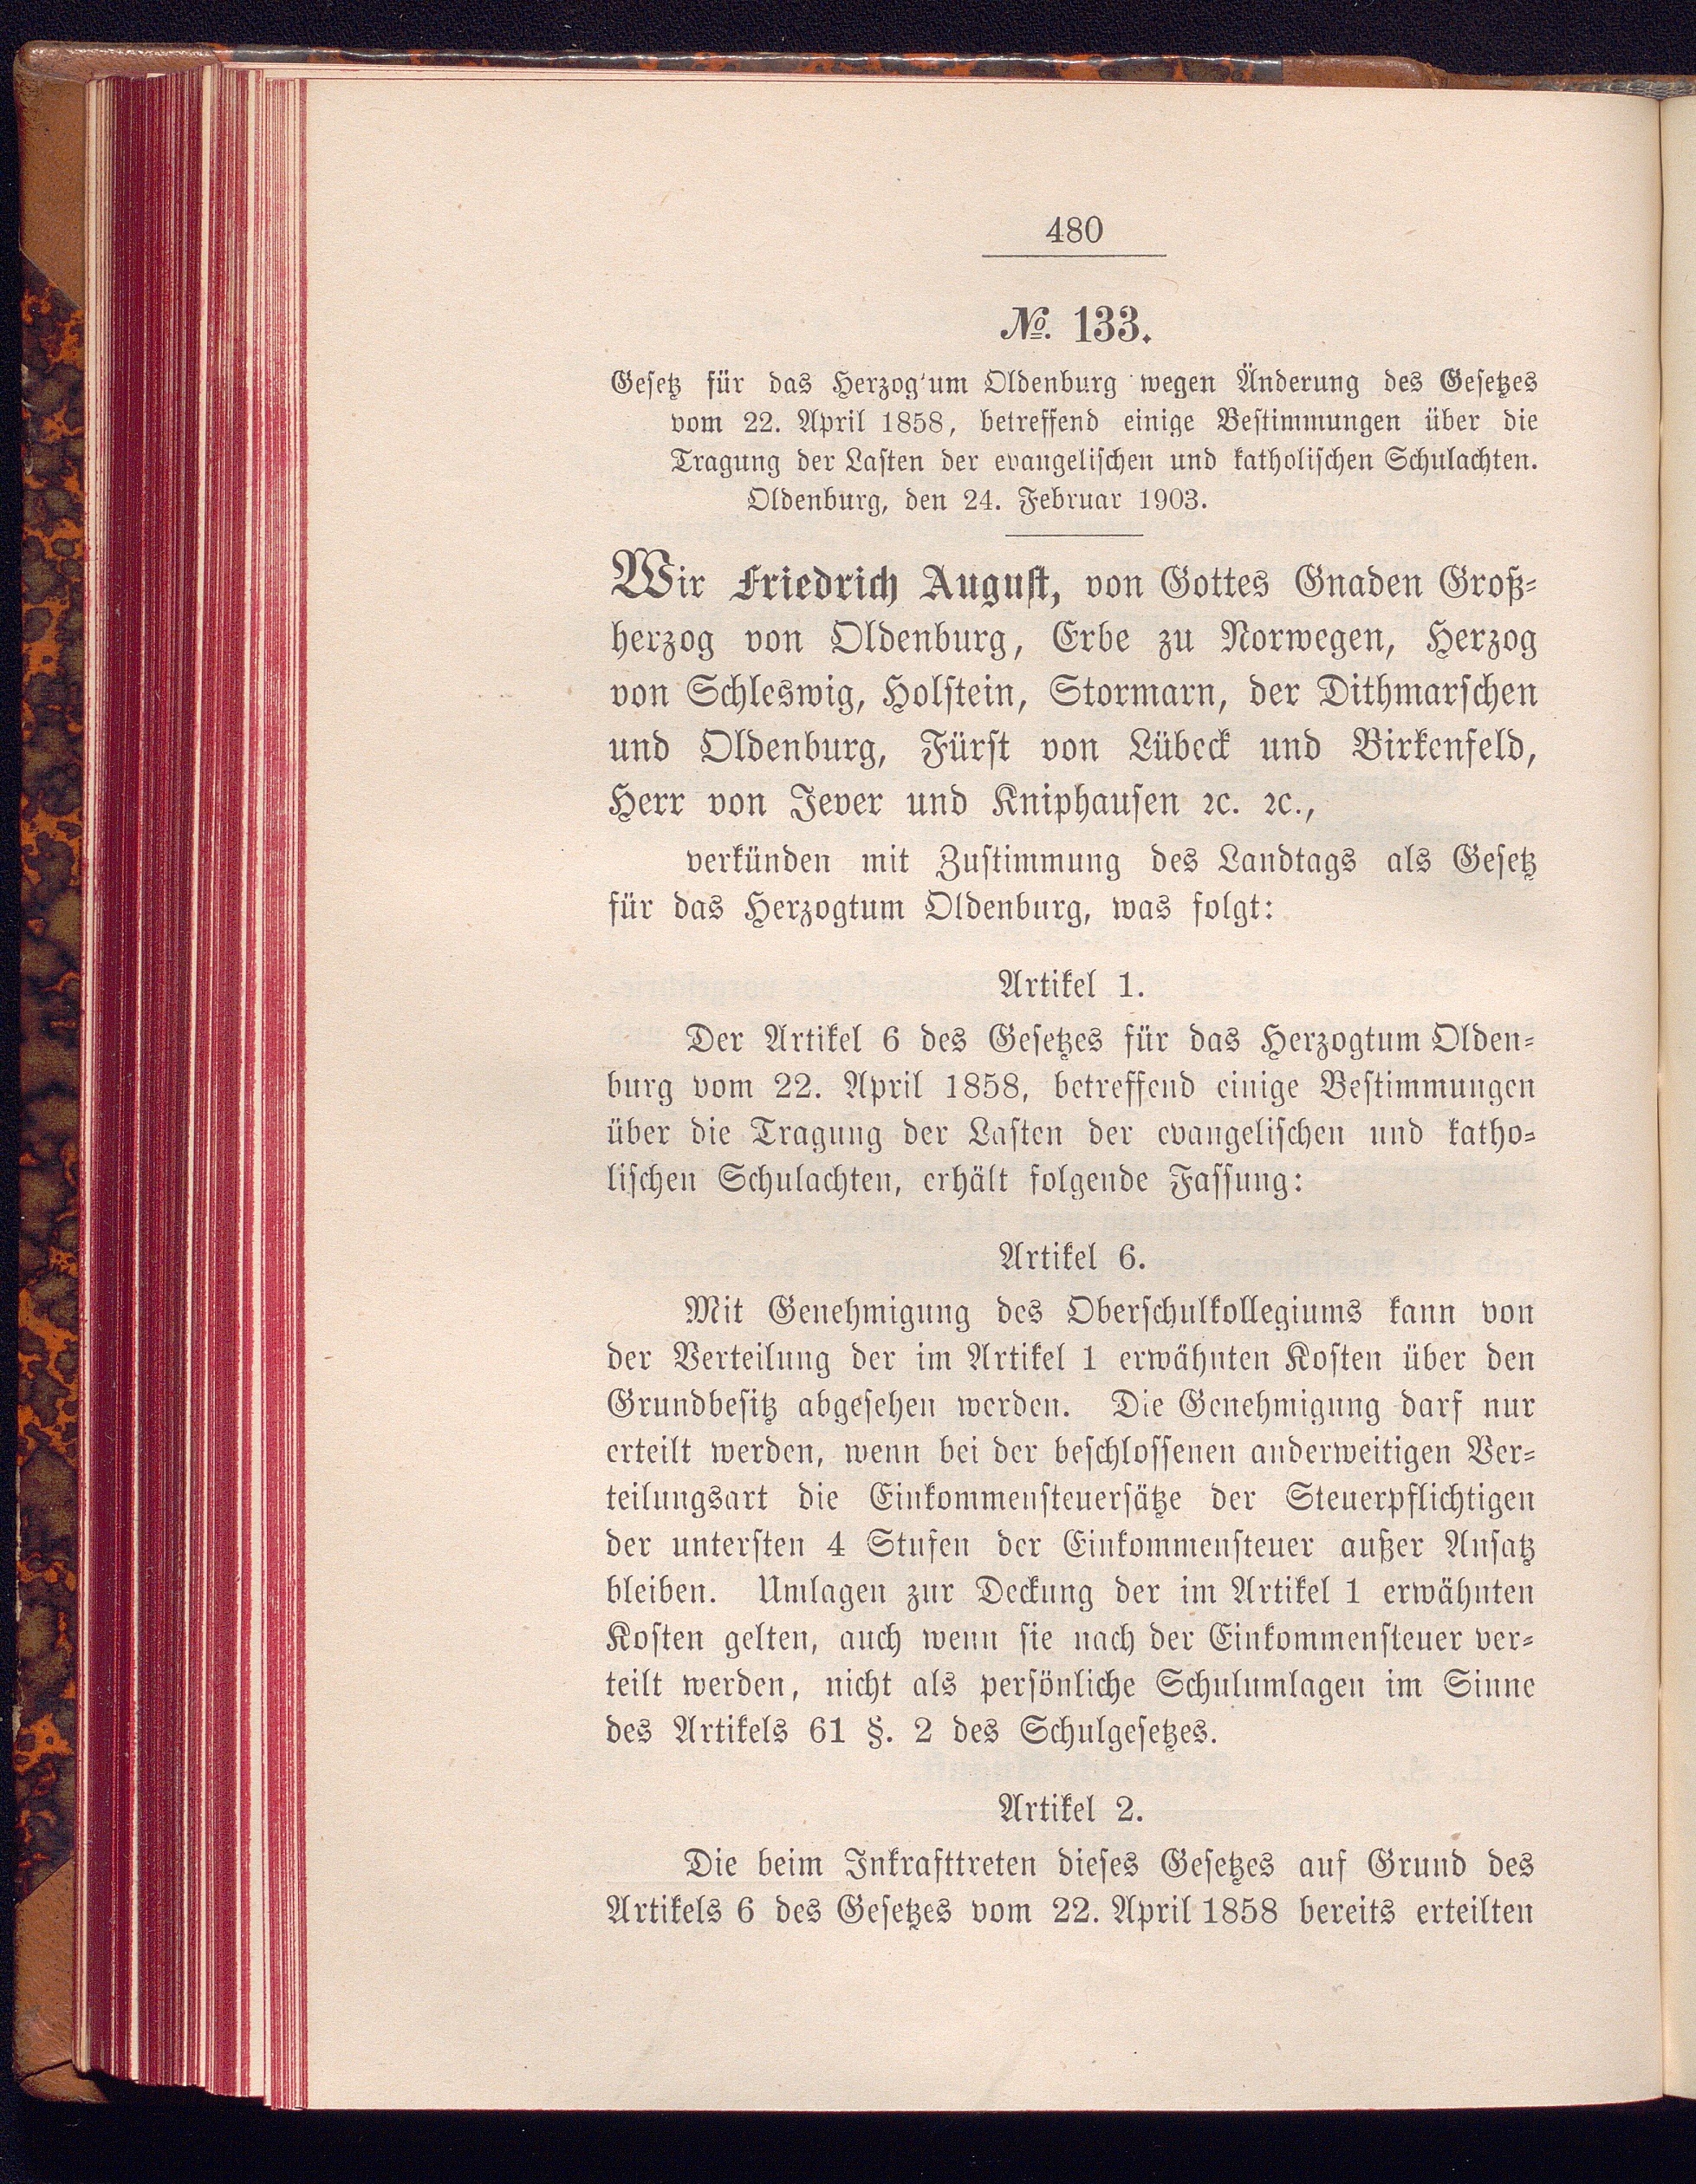 480
№. 133.
Gesetz für das Herzog'um Oldenburg wegen Änderung des Gesetzes
vom 22. April 1858, betreffend einige Bestimmungen über die
Tragung der Lasten der evangelischen und katholischen Schulachten.
Oldenburg, den 24. Februar 1903.
Wir Friedrich August, von Gottes Gnaden Groß-
herzog von Oldenburg, Erbe zu Norwegen, Herzog
von Schleswig, Holstein, Stormarn, der Dithmarschen
und Oldenburg, Fürst von Lübeck und Birkenfeld,
Herr von Jever und Kniphausen ꝛc. ꝛc.,
verkünden mit Zustimmung des Landtags als Gesetz
für das Herzogtum Oldenburg, was folgt:
Artikel 1.
Der Artikel 6 des Gesetzes für das Herzogtum Olden-
burg vom 22. April 1858, betreffend einige Bestimmungen
über die Tragung der Lasten der evangelischen und katho-
lischen Schulachten, erhält folgende Fassung:
Artikel 6.
Mit Genehmigung des Oberschulkollegiums kann von
der Verteilung der im Artikel 1 erwähnten Kosten über den
Grundbesitz abgesehen werden. Die Genehmigung darf nur
erteilt werden, wenn bei der beschlossenen anderweitigen Ver-
teilungsart die Einkommensteuersätze der Steuerpflichtigen
der untersten 4 Stufen der Einkommensteuer außer Ansatz
bleiben. Umlagen zur Deckung der im Artikel 1 erwähnten
Kosten gelten, auch wenn sie nach der Einkommensteuer ver-
teilt werden, nicht als persönliche Schulumlagen im Sinne
des Artikels 61 §. 2 des Schulgesetzes.
Artikel 2.
Die beim Inkrafttreten dieses Gesetzes auf Grund des
Artikels 6 des Gesetzes vom 22. April 1858 bereits erteilten